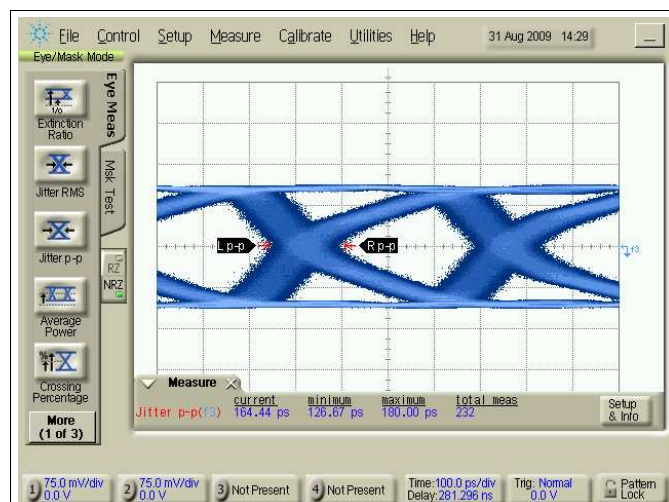 File Control Setup Measure Calibrate Utilities Help 31 Aug 2009 14:29
Eye/Mask Mode
Eye Meas
Msk Test
1/0
Extinction
Ratio
Jitter RMS
Jitter p-p
RZ
NRZ
Average
Power
%
Crossing
Percentage
More
(1 of 3)
L p-p
R p-p
f3
Measure
current minimum maximum total meas
Jitter p-p(f3) 164.44 ps 126.67 ps 180.00 ps 232
Setup
& Info
1 75.0 mV/div
0.0 V
2 75.0 mV/div
0.0 V
3 Not Present
4 Not Present
Time:100.0 ps/div
Delay:281.296 ns
Trig: Normal
0.0 V
Pattern
Lock